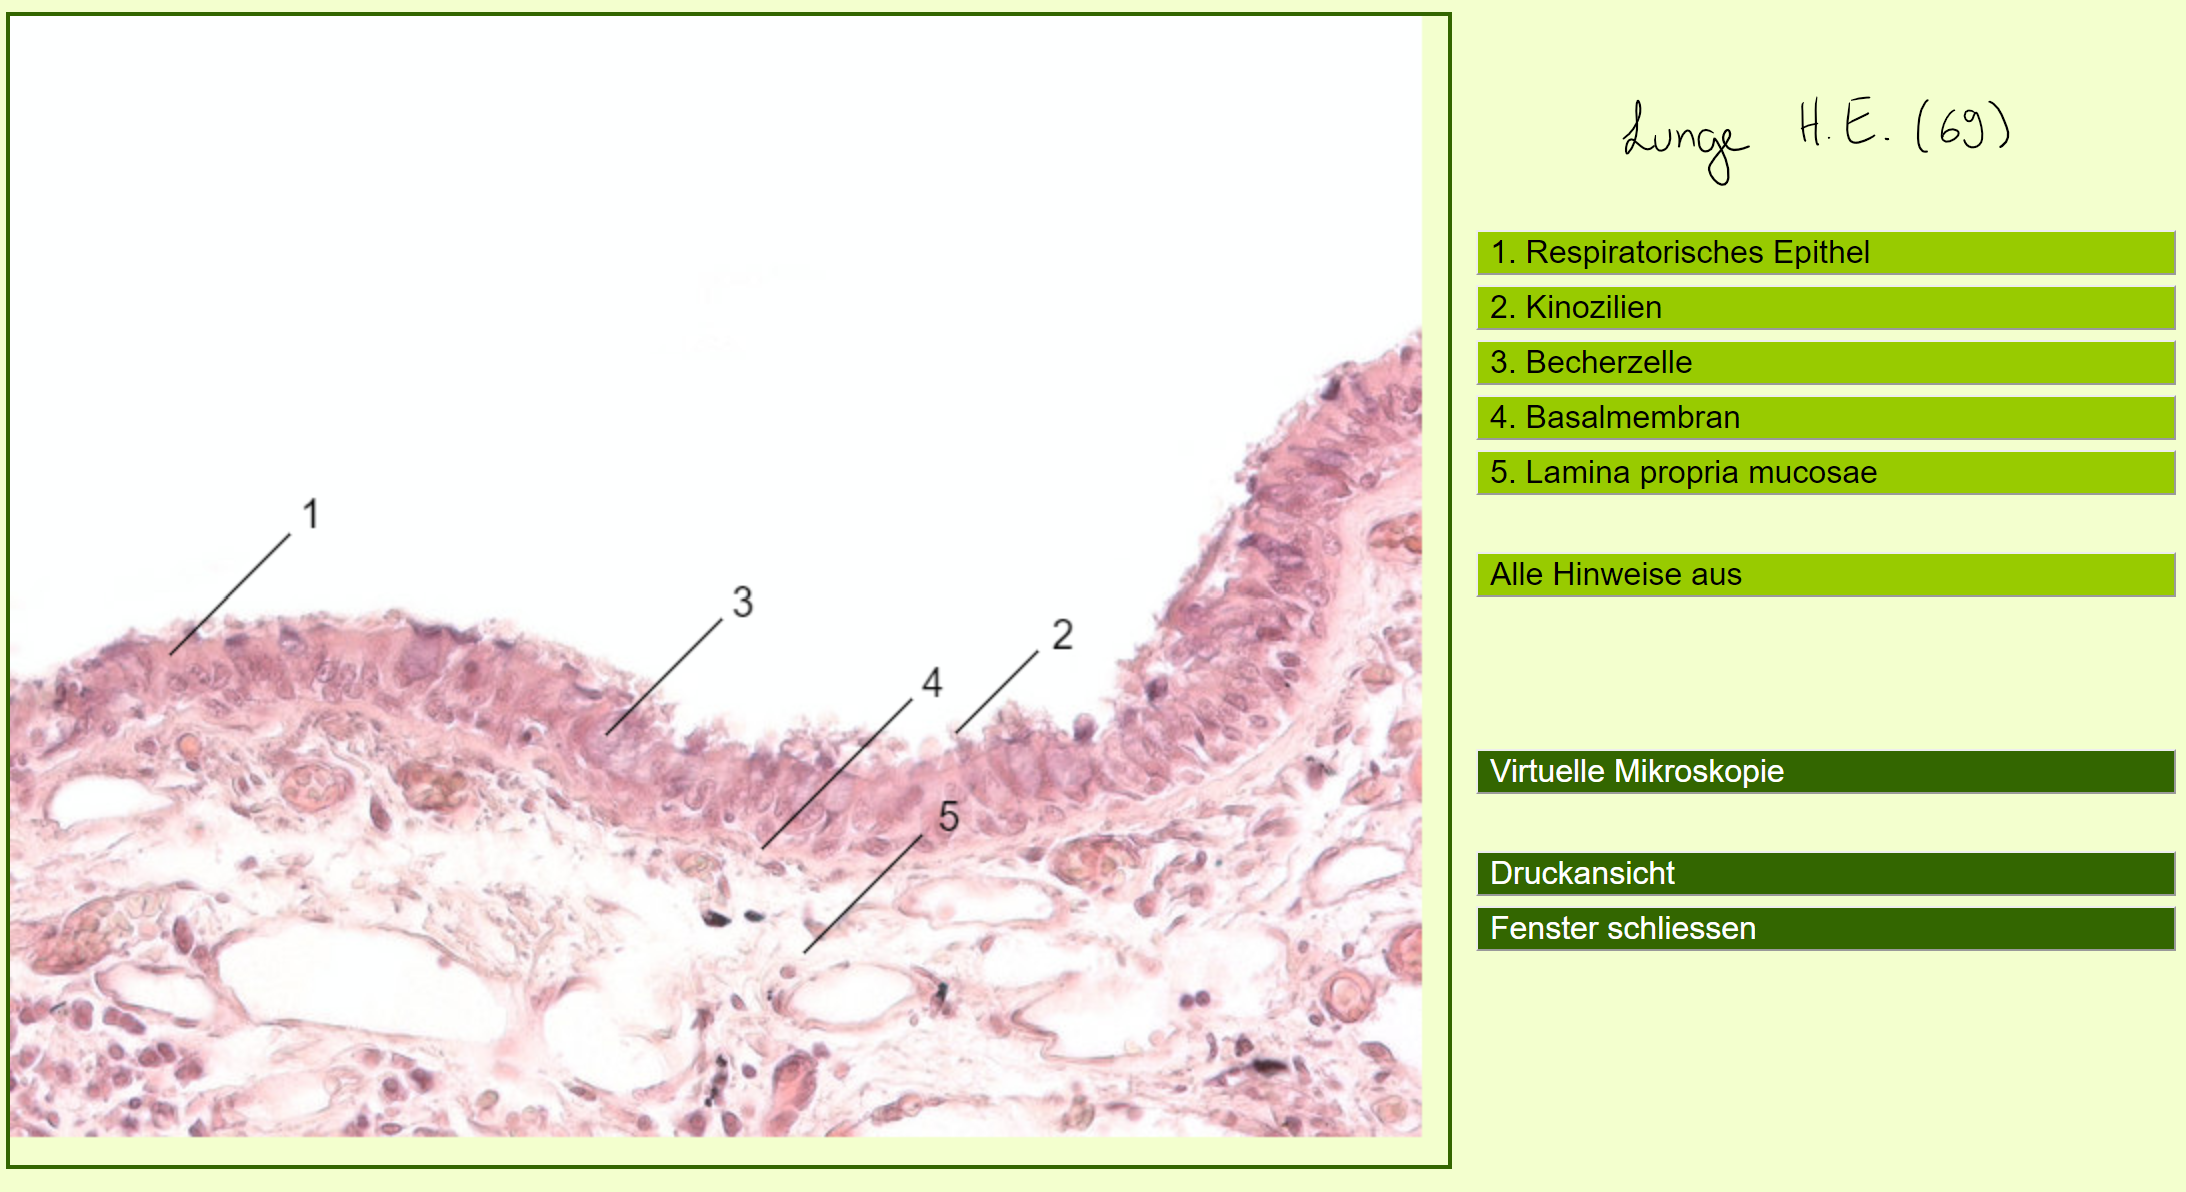 Lunge H.E. (69)
1. Respiratorisches Epithel
2. Kinozilien
3. Becherzelle
4. Basalmembran
5. Lamina propria mucosae
Alle Hinweise aus
Virtuelle Mikroskopie
Druckansicht
Fenster schliessen
1
3
2
4
5